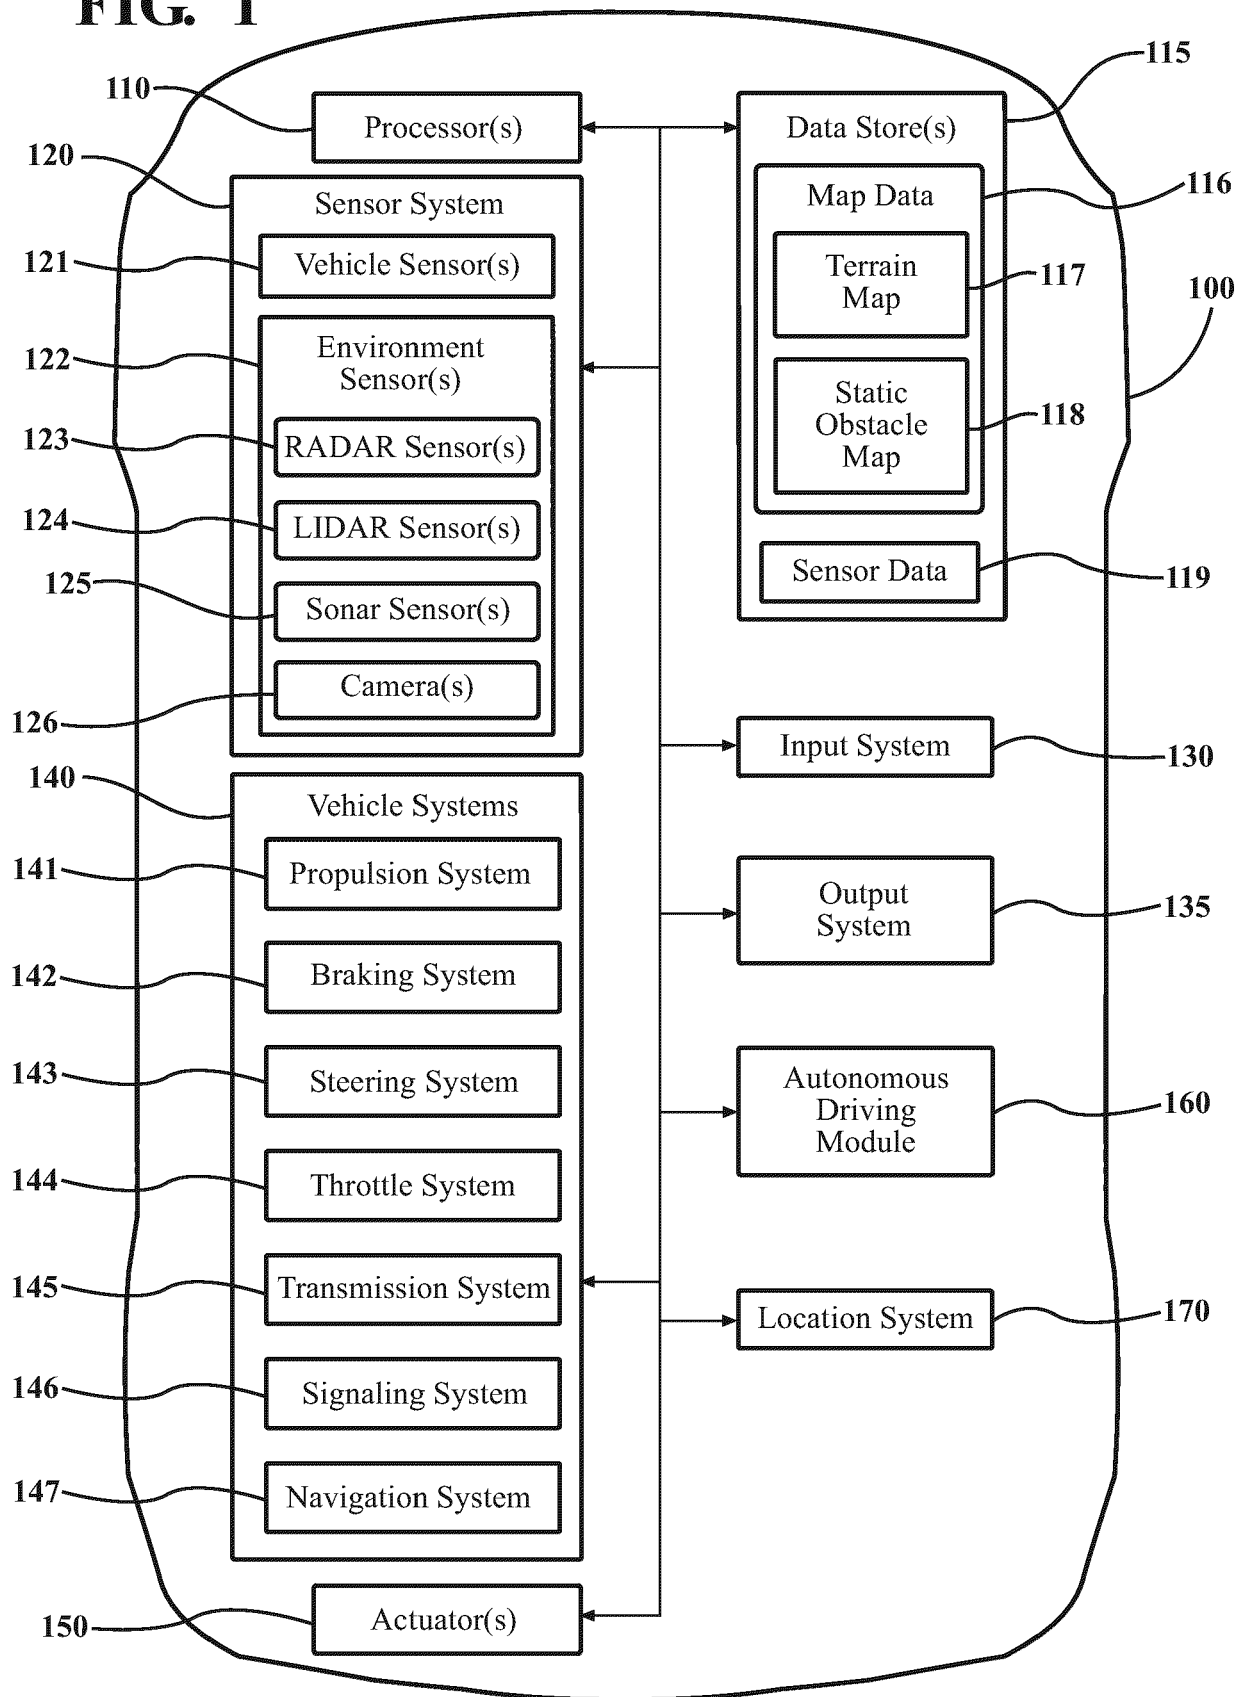 FIG. 1
110
Processor(s)
120
Sensor System
121
Vehicle Sensor(s)
122
Environment
Sensor(s)
123
RADAR Sensor(s)
124
LIDAR Sensor(s)
125
Sonar Sensor(s)
126
Camera(s)
140
Vehicle Systems
141
Propulsion System
142
Braking System
143
Steering System
144
Throttle System
145
Transmission System
146
Signaling System
147
Navigation System
150
Actuator(s)
115
Data Store(s)
116
Map Data
Terrain
Map
117
100
Static
Obstacle
Map
118
Sensor Data
119
Input System
130
Output
System
135
Autonomous
Driving
Module
160
Location System
170